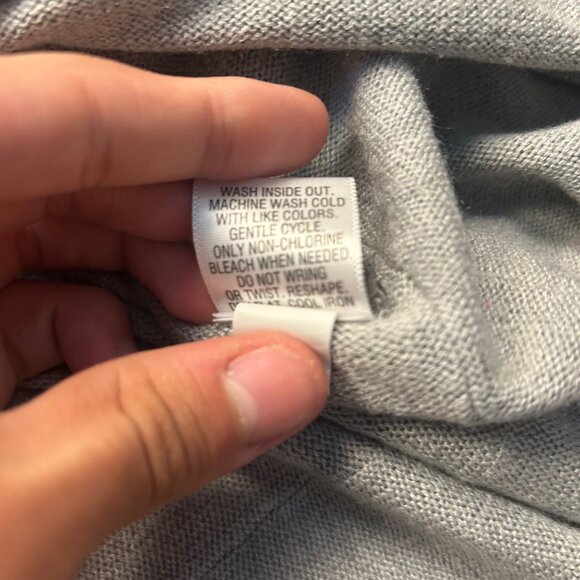 WASH INSIDE OUT.
MACHINE WASH COLD
WITH LIKE COLORS.
GENTLE CYCLE.
ONLY NON-CHLORINE
BLEACH WHEN NEEDED.
DO NOT WRING
OR TWIST. RESHAPE,
FLAT. COOL IRON